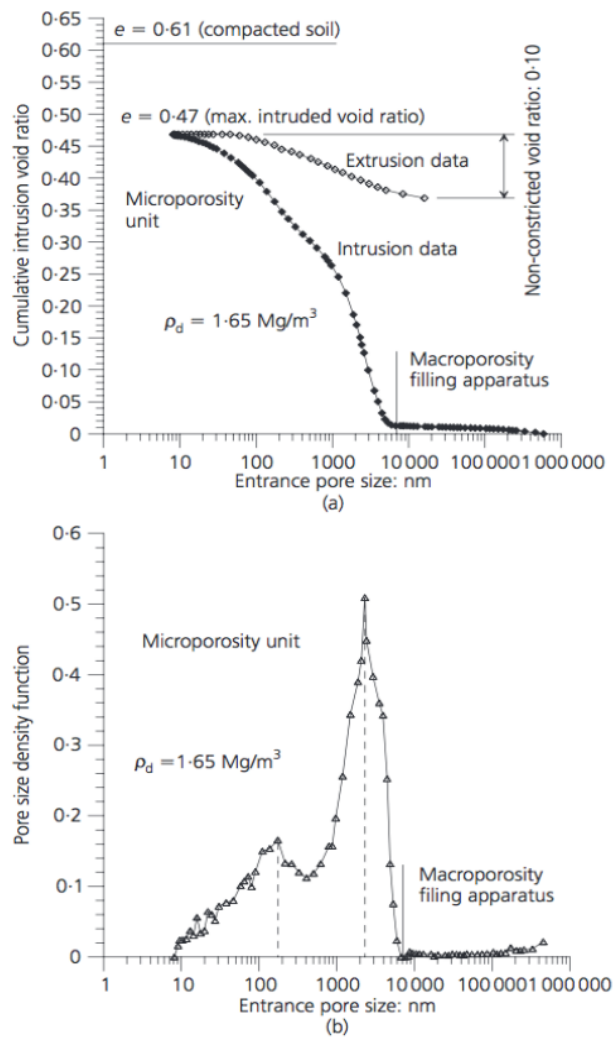 0·65
e = 0·61 (compacted soil)
0·60
0·55
0·50
e = 0·47 (max. intruded void ratio)
0·45
Extrusion data
0·40
Microporosity
unit
0·35
0·30
Intrusion data
0·25
0·20
ρd = 1·65 Mg/m³
0·15
Macroporosity
filling apparatus
0·10
0·05
0
Cumulative intrusion void ratio
Non-constricted void ratio: 0·10
1 10 100 1000 10 000 100 000 1 000 000
Entrance pore size: nm
(a)
0·6
0·5
Microporosity unit
0·4
0·3
ρd =1·65 Mg/m³
0·2
Macroporosity
filing apparatus
0·1
0
Pore size density function
1 10 100 1000 10 000 100 000 1 000 000
Entrance pore size: nm
(b)